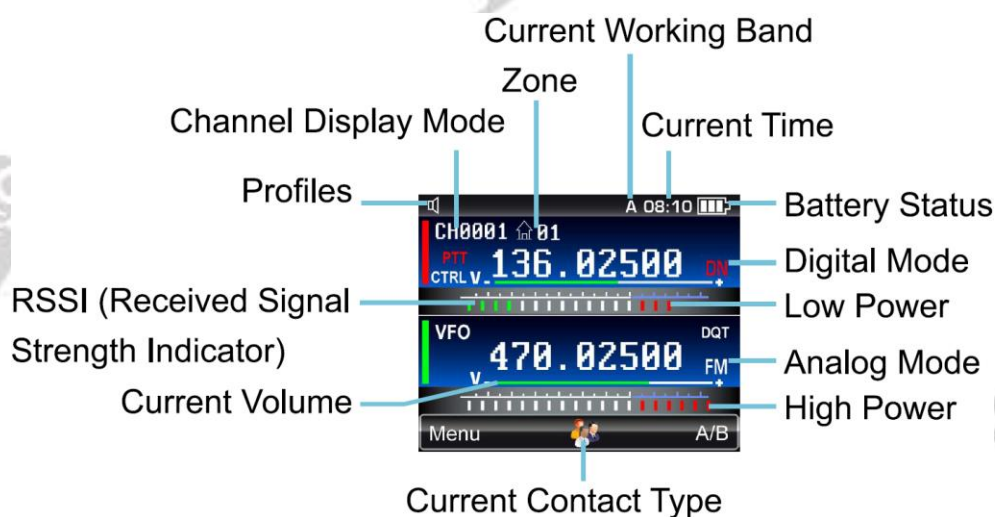 Current Working Band
Zone
Channel Display Mode
Current Time
Profiles
A 08:10
Battery Status
CH0001 01
PTT
136.02500
DN
Digital Mode
CTRL V - +
RSSI (Received Signal
Low Power
Strength Indicator)
VFO
DQT
470.02500
FM
Analog Mode
V - +
Current Volume
High Power
Menu
A/B
Current Contact Type